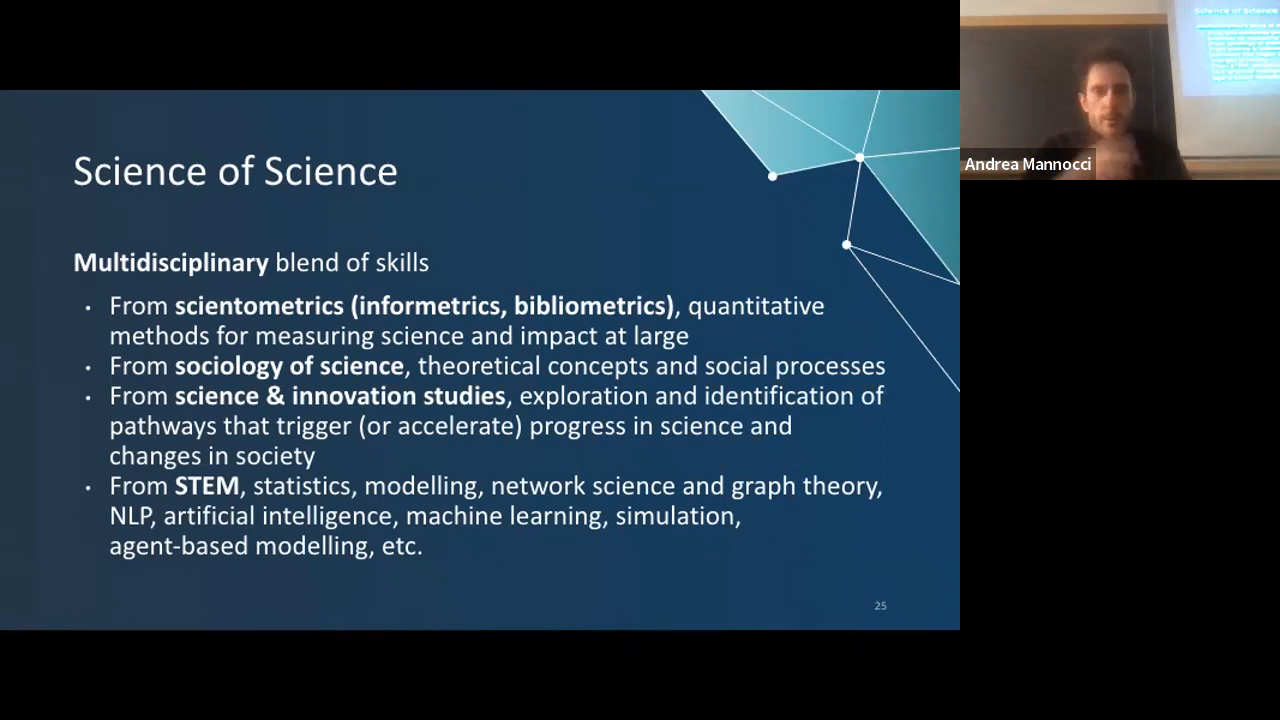 Science of Science
Multidisciplinary blend of skills
· From scientometrics (informetrics, bibliometrics), quantitative
methods for measuring science and impact at large
· From sociology of science, theoretical concepts and social processes
· From science & innovation studies, exploration and identification of
pathways that trigger (or accelerate) progress in science and
changes in society
· From STEM, statistics, modelling, network science and graph theory,
NLP, artificial intelligence, machine learning, simulation,
agent-based modelling, etc.
25
Science of Science
Andrea Mannocci